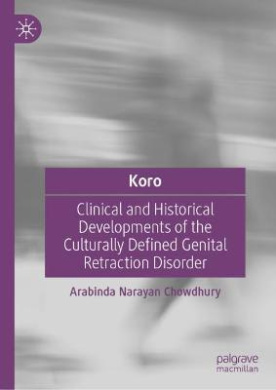 Koro
Clinical and Historical
Developments of the
Culturally Defined Genital
Retraction Disorder
Arabinda Narayan Chowdhury
palgrave
macmillan